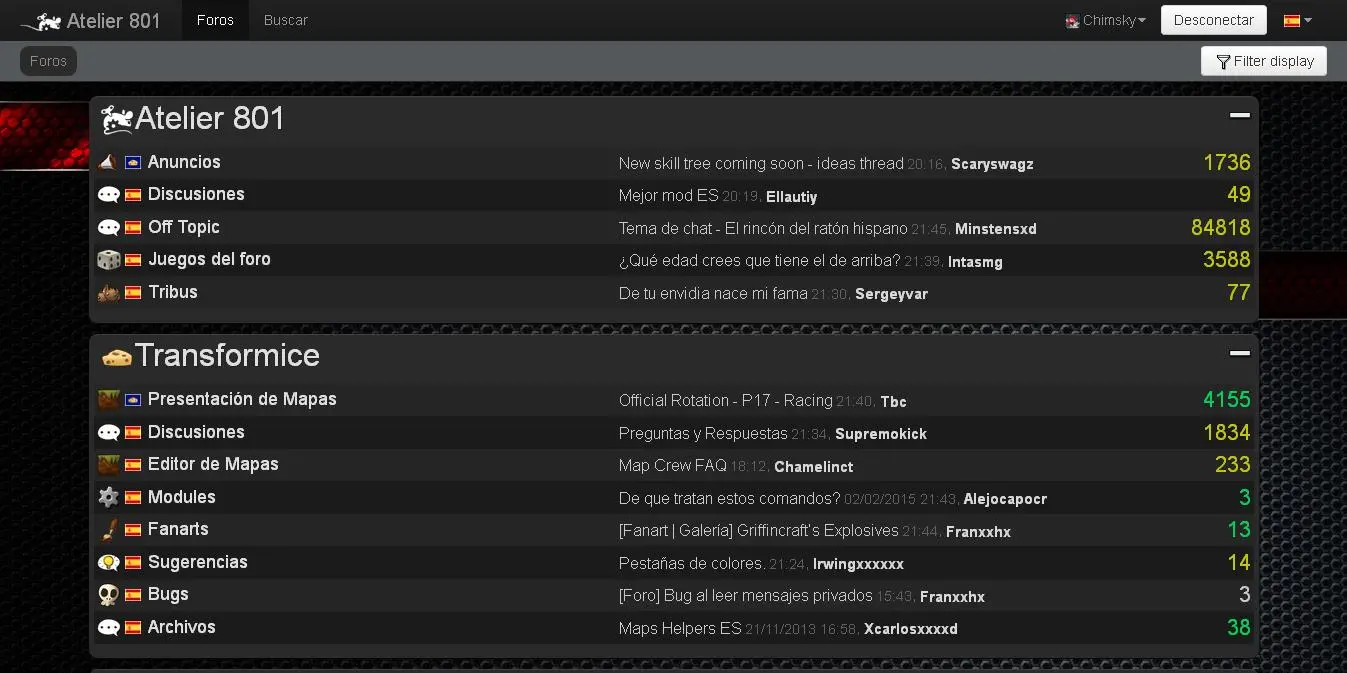 Atelier 801 Foros Buscar Chimsky Desconectar
Foros Filter display
Atelier 801
Anuncios New skill tree coming soon - ideas thread 20:16, Scaryswagz 1736
Discusiones Mejor mod ES 20:19, Ellautiy 49
Off Topic Tema de chat - El rincón del ratón hispano 21:45, Minstensxd 84818
Juegos del foro ¿Qué edad crees que tiene el de arriba? 21:39, Intasmg 3588
Tribus De tu envidia nace mi fama 21:30, Sergeyvar 77
Transformice
Presentación de Mapas Official Rotation - P17 - Racing 21:40, Tbc 4155
Discusiones Preguntas y Respuestas 21:34, Supremokick 1834
Editor de Mapas Map Crew FAQ 18:12, Chamelinct 233
Modules De que tratan estos comandos? 02/02/2015 21:43, Alejocapocr 3
Fanarts [Fanart | Galería] Griffincraft's Explosives 21:44, Franxxhx 13
Sugerencias Pestañas de colores. 21:24, Irwingxxxxx 14
Bugs [Foro] Bug al leer mensajes privados 15:43, Franxxhx 3
Archivos Maps Helpers ES 21/11/2013 16:58, Xcarlosxxxxd 38